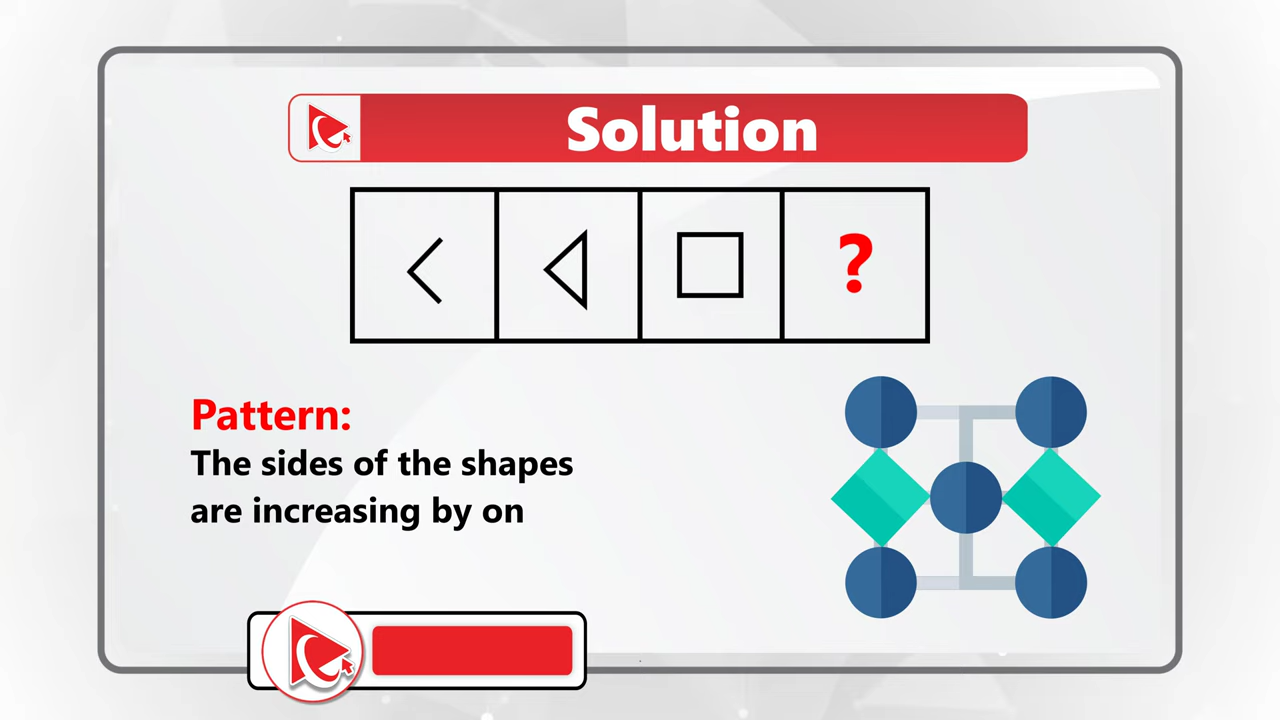 Solution
?
Pattern:
The sides of the shapes
are increasing by on